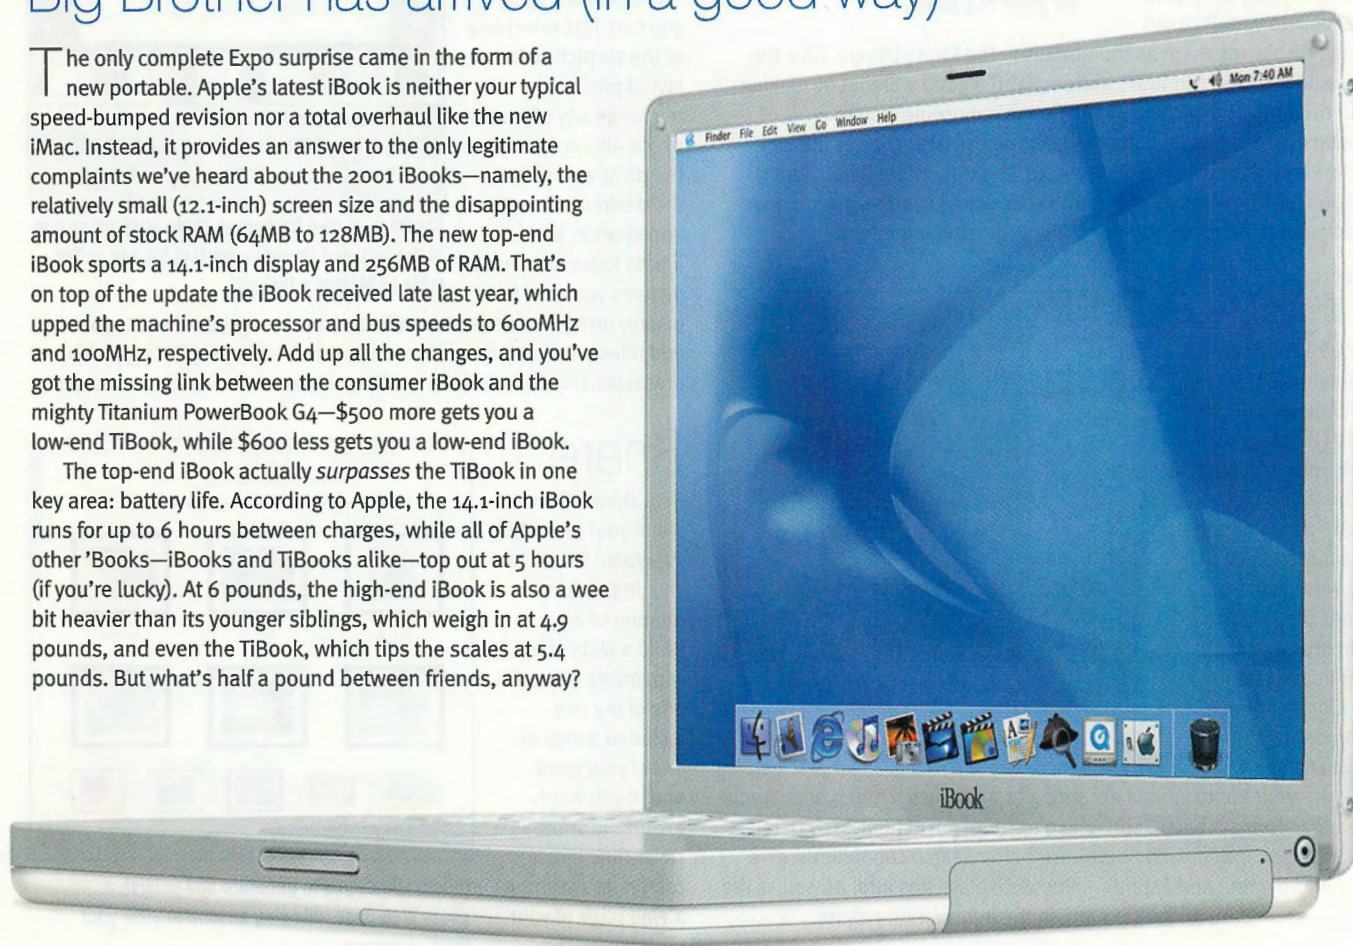 Big Brother has arrived (in a good way)
The only complete Expo surprise came in the form of a
new portable. Apple's latest iBook is neither your typical
speed-bumped revision nor a total overhaul like the new
iMac. Instead, it provides an answer to the only legitimate
complaints we've heard about the 2001 iBooks—namely, the
relatively small (12.1-inch) screen size and the disappointing
amount of stock RAM (64MB to 128MB). The new top-end
iBook sports a 14.1-inch display and 256MB of RAM. That's
on top of the update the iBook received late last year, which
upped the machine's processor and bus speeds to 600MHz
and 100MHz, respectively. Add up all the changes, and you've
got the missing link between the consumer iBook and the
mighty Titanium PowerBook G4—$500 more gets you a
low-end TiBook, while $600 less gets you a low-end iBook.
The top-end iBook actually surpasses the TiBook in one
key area: battery life. According to Apple, the 14.1-inch iBook
runs for up to 6 hours between charges, while all of Apple's
other 'Books—iBooks and TiBooks alike—top out at 5 hours
(if you're lucky). At 6 pounds, the high-end iBook is also a wee
bit heavier than its younger siblings, which weigh in at 4.9
pounds, and even the TiBook, which tips the scales at 5.4
pounds. But what's half a pound between friends, anyway?
Finder File Edit View Go Window Help
Mon 7:40 AM
iBook